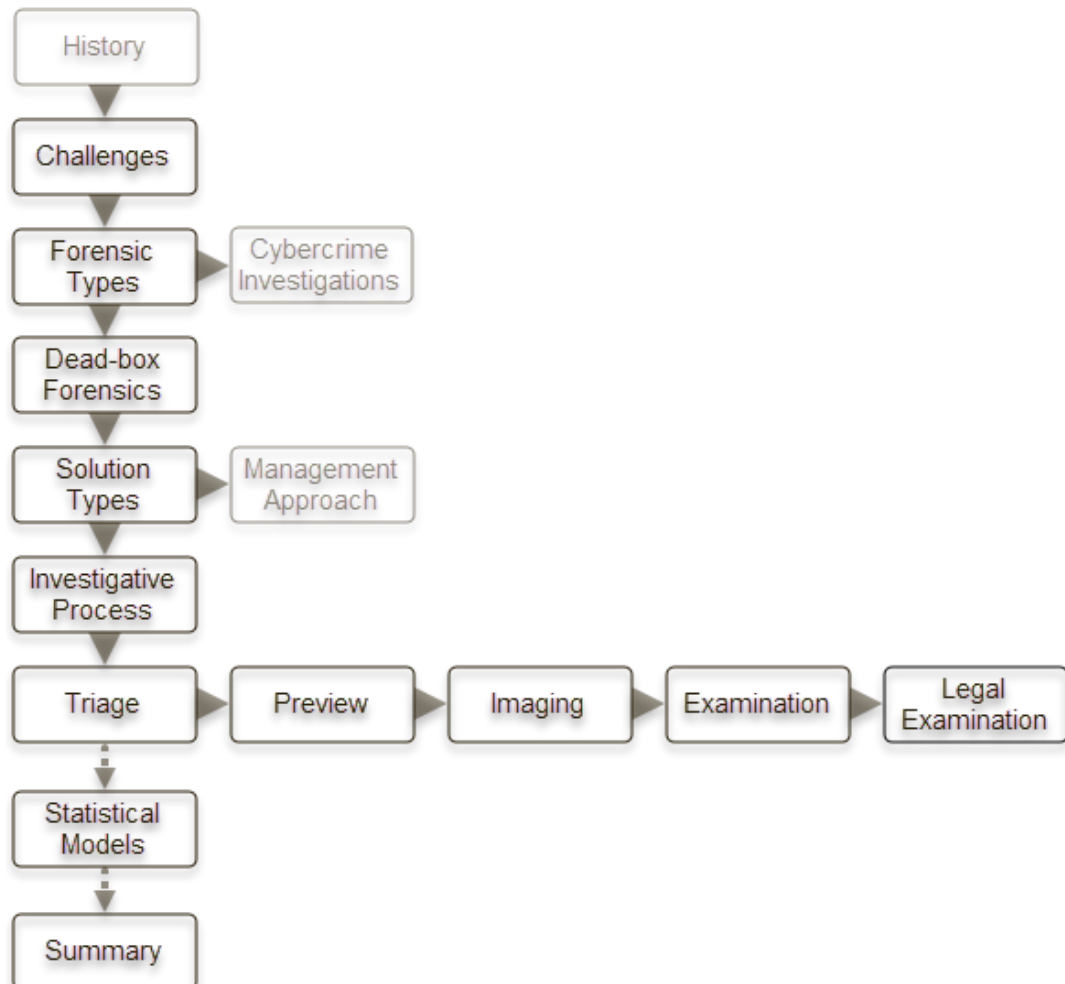 History
Challenges
Forensic
Types
Cybercrime
Investigations
Dead-box
Forensics
Solution
Types
Management
Approach
Investigative
Process
Triage
Preview
Imaging
Examination
Legal
Examination
Statistical
Models
Summary